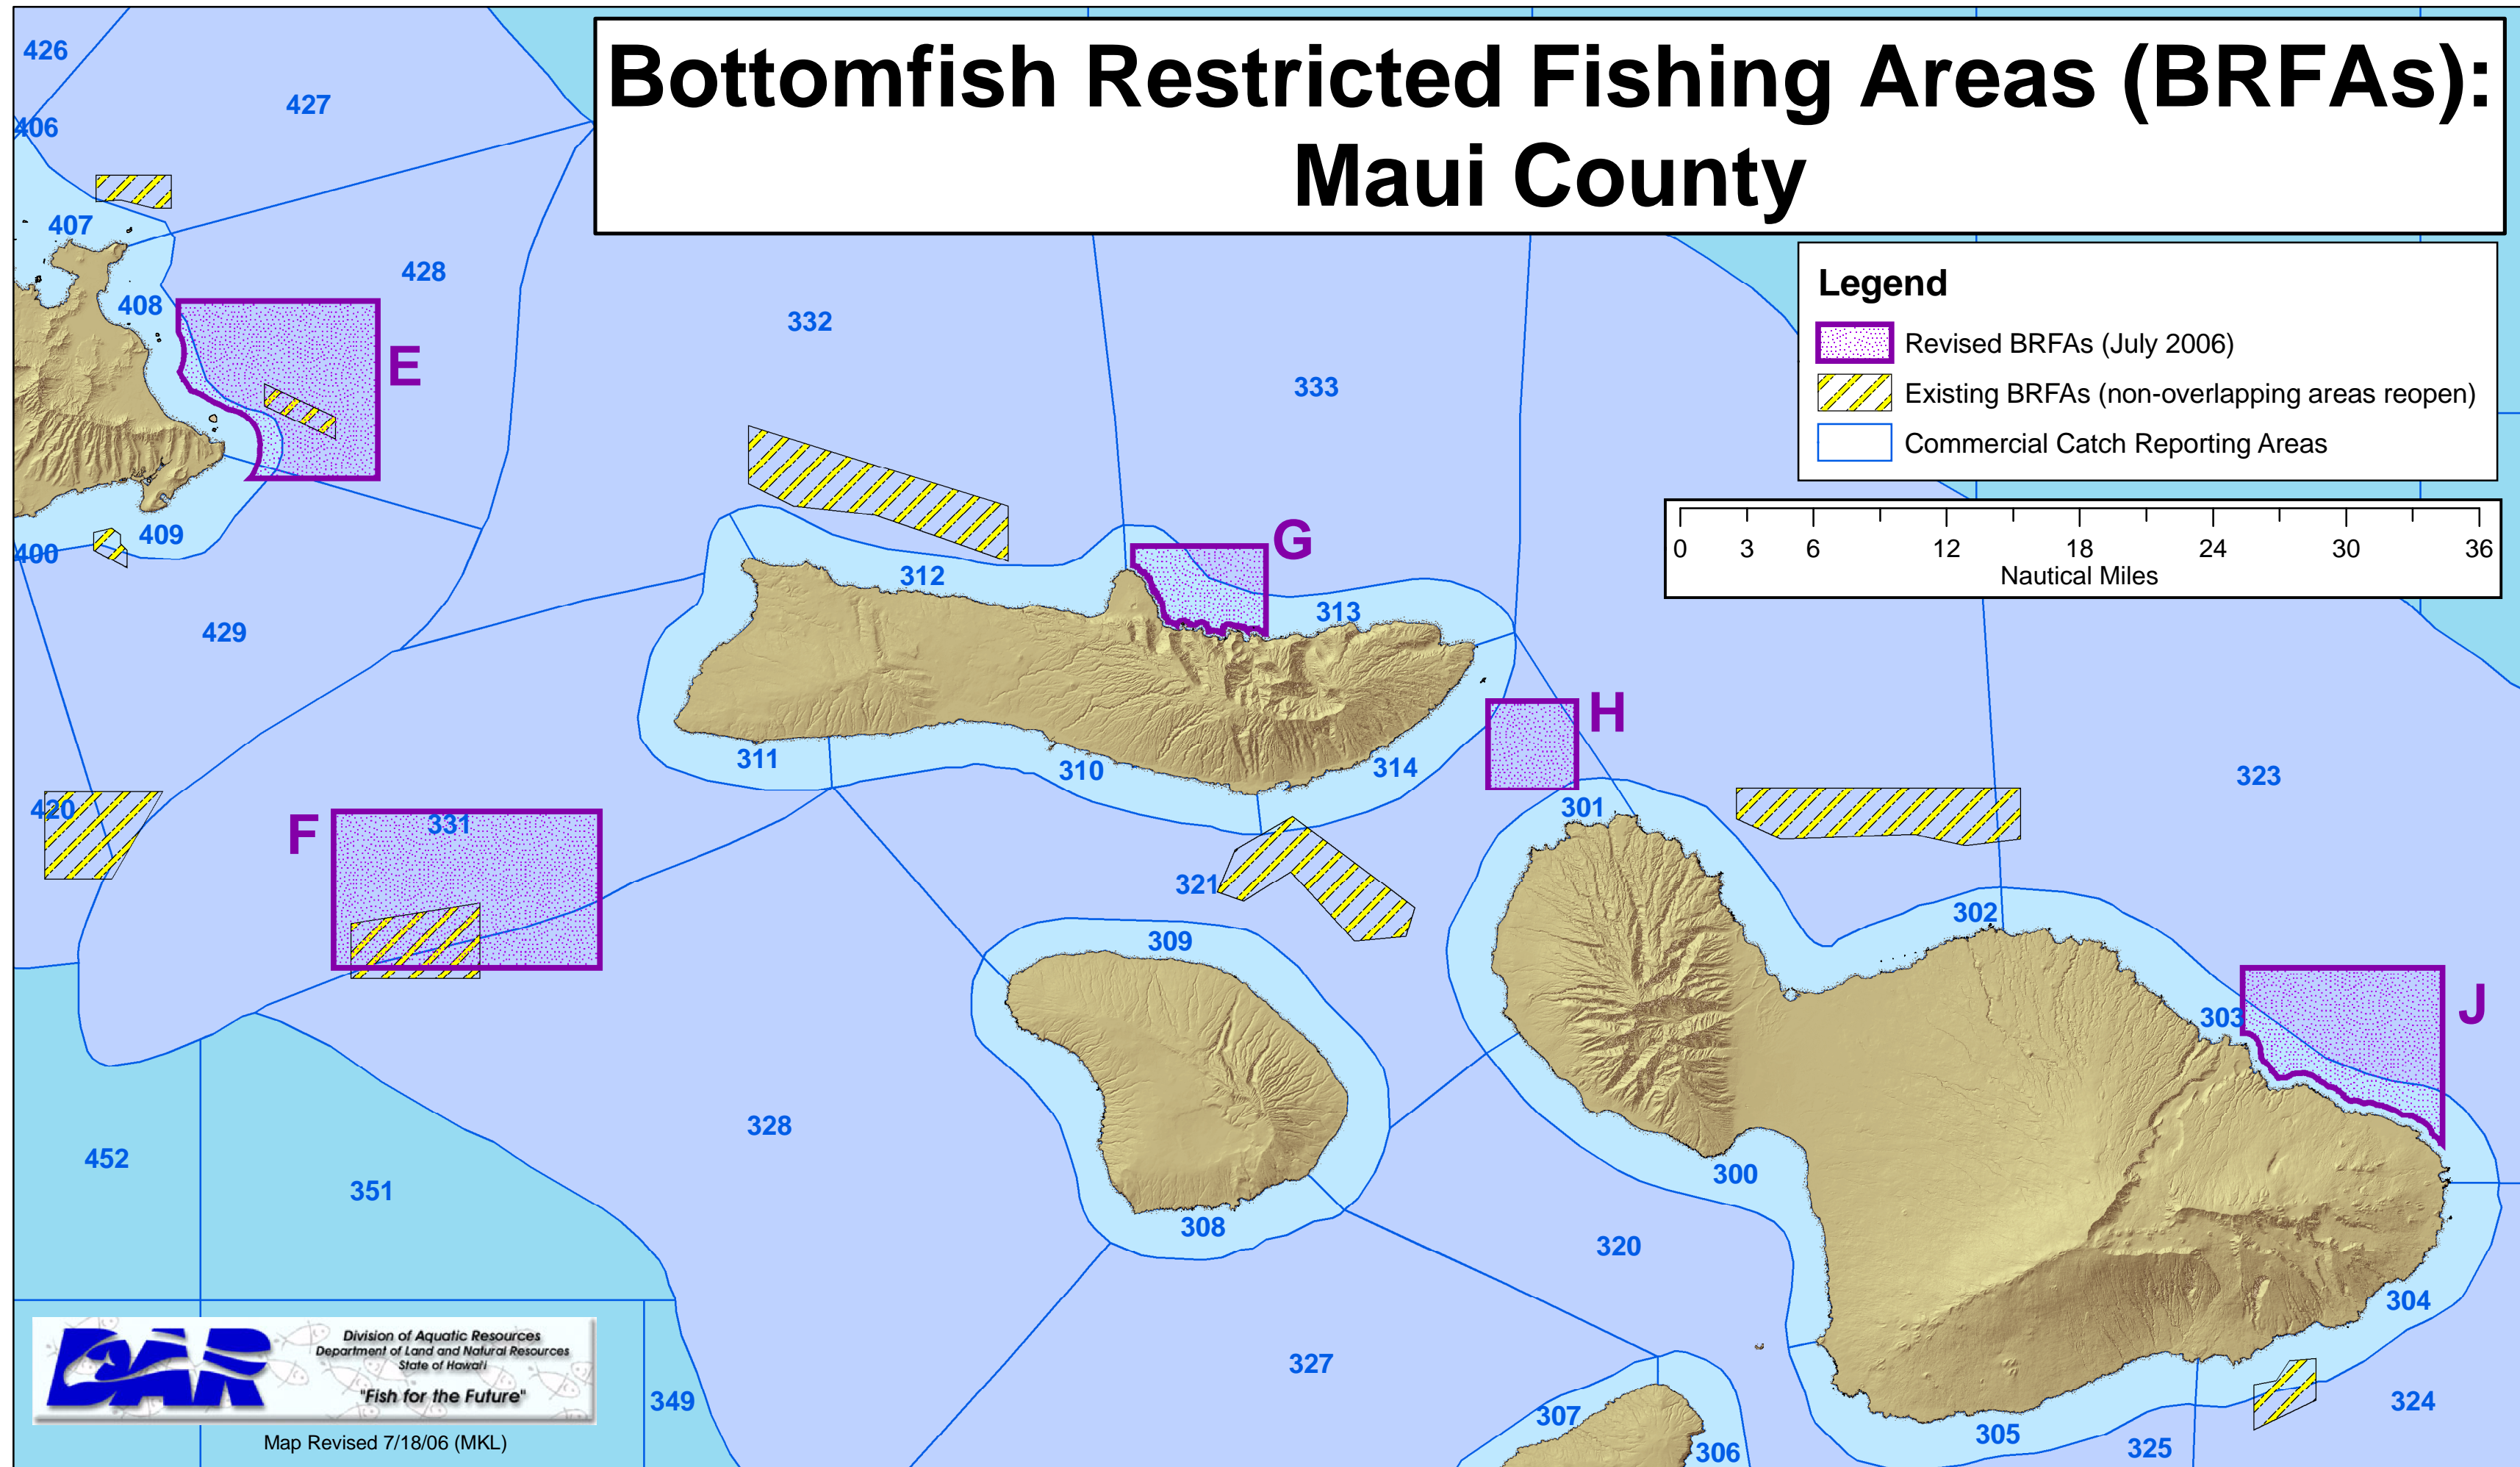 Bottomfish Restricted Fishing Areas (BRFAs):
Maui County
Legend
Revised BRFAs (July 2006)
Existing BRFAs (non-overlapping areas reopen)
Commercial Catch Reporting Areas
0 3 6 12 18 24 30 36
Nautical Miles
426
427
406
407
428
408
E
332
333
409
400
G
312
313
429
H
311
310
314
323
420
F
331
301
321
302
309
303
J
328
452
351
300
308
320
304
327
349
307
306
305
325
324
DAR
Division of Aquatic Resources
Department of Land and Natural Resources
State of Hawai'i
"Fish for the Future"
Map Revised 7/18/06 (MKL)